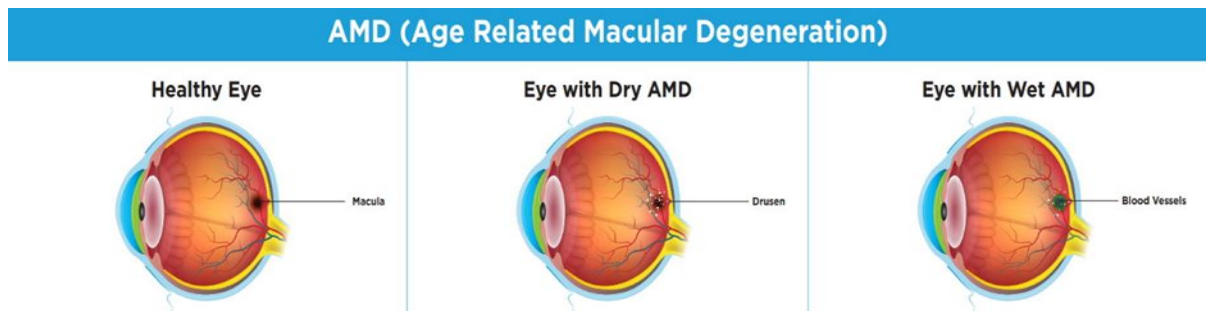 AMD (Age Related Macular Degeneration)
Healthy Eye
Macula
Eye with Dry AMD
Drusen
Eye with Wet AMD
Blood Vessels